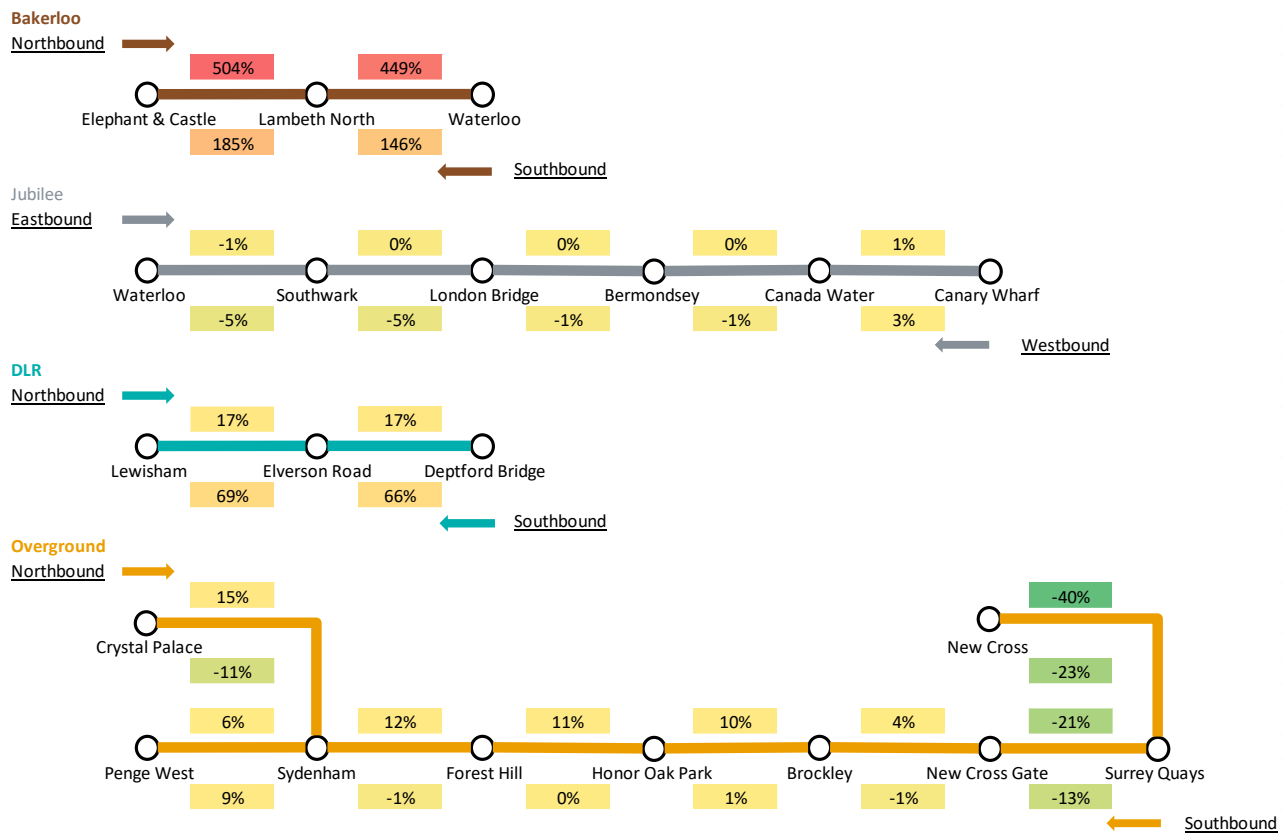 Bakerloo
Northbound
504% 449%
Elephant & Castle Lambeth North Waterloo
185% 146%
Southbound
Jubilee
Eastbound
-1% 0% 0% 0% 1%
Waterloo Southwark London Bridge Bermondsey Canada Water Canary Wharf
-5% -5% -1% -1% 3%
Westbound
DLR
Northbound
17% 17%
Lewisham Elverson Road Deptford Bridge
69% 66%
Southbound
Overground
Northbound
15% -40%
Crystal Palace New Cross
-11% -23%
6% 12% 11% 10% 4% -21%
Penge West Sydenham Forest Hill Honor Oak Park Brockley New Cross Gate Surrey Quays
9% -1% 0% 1% -1% -13%
Southbound